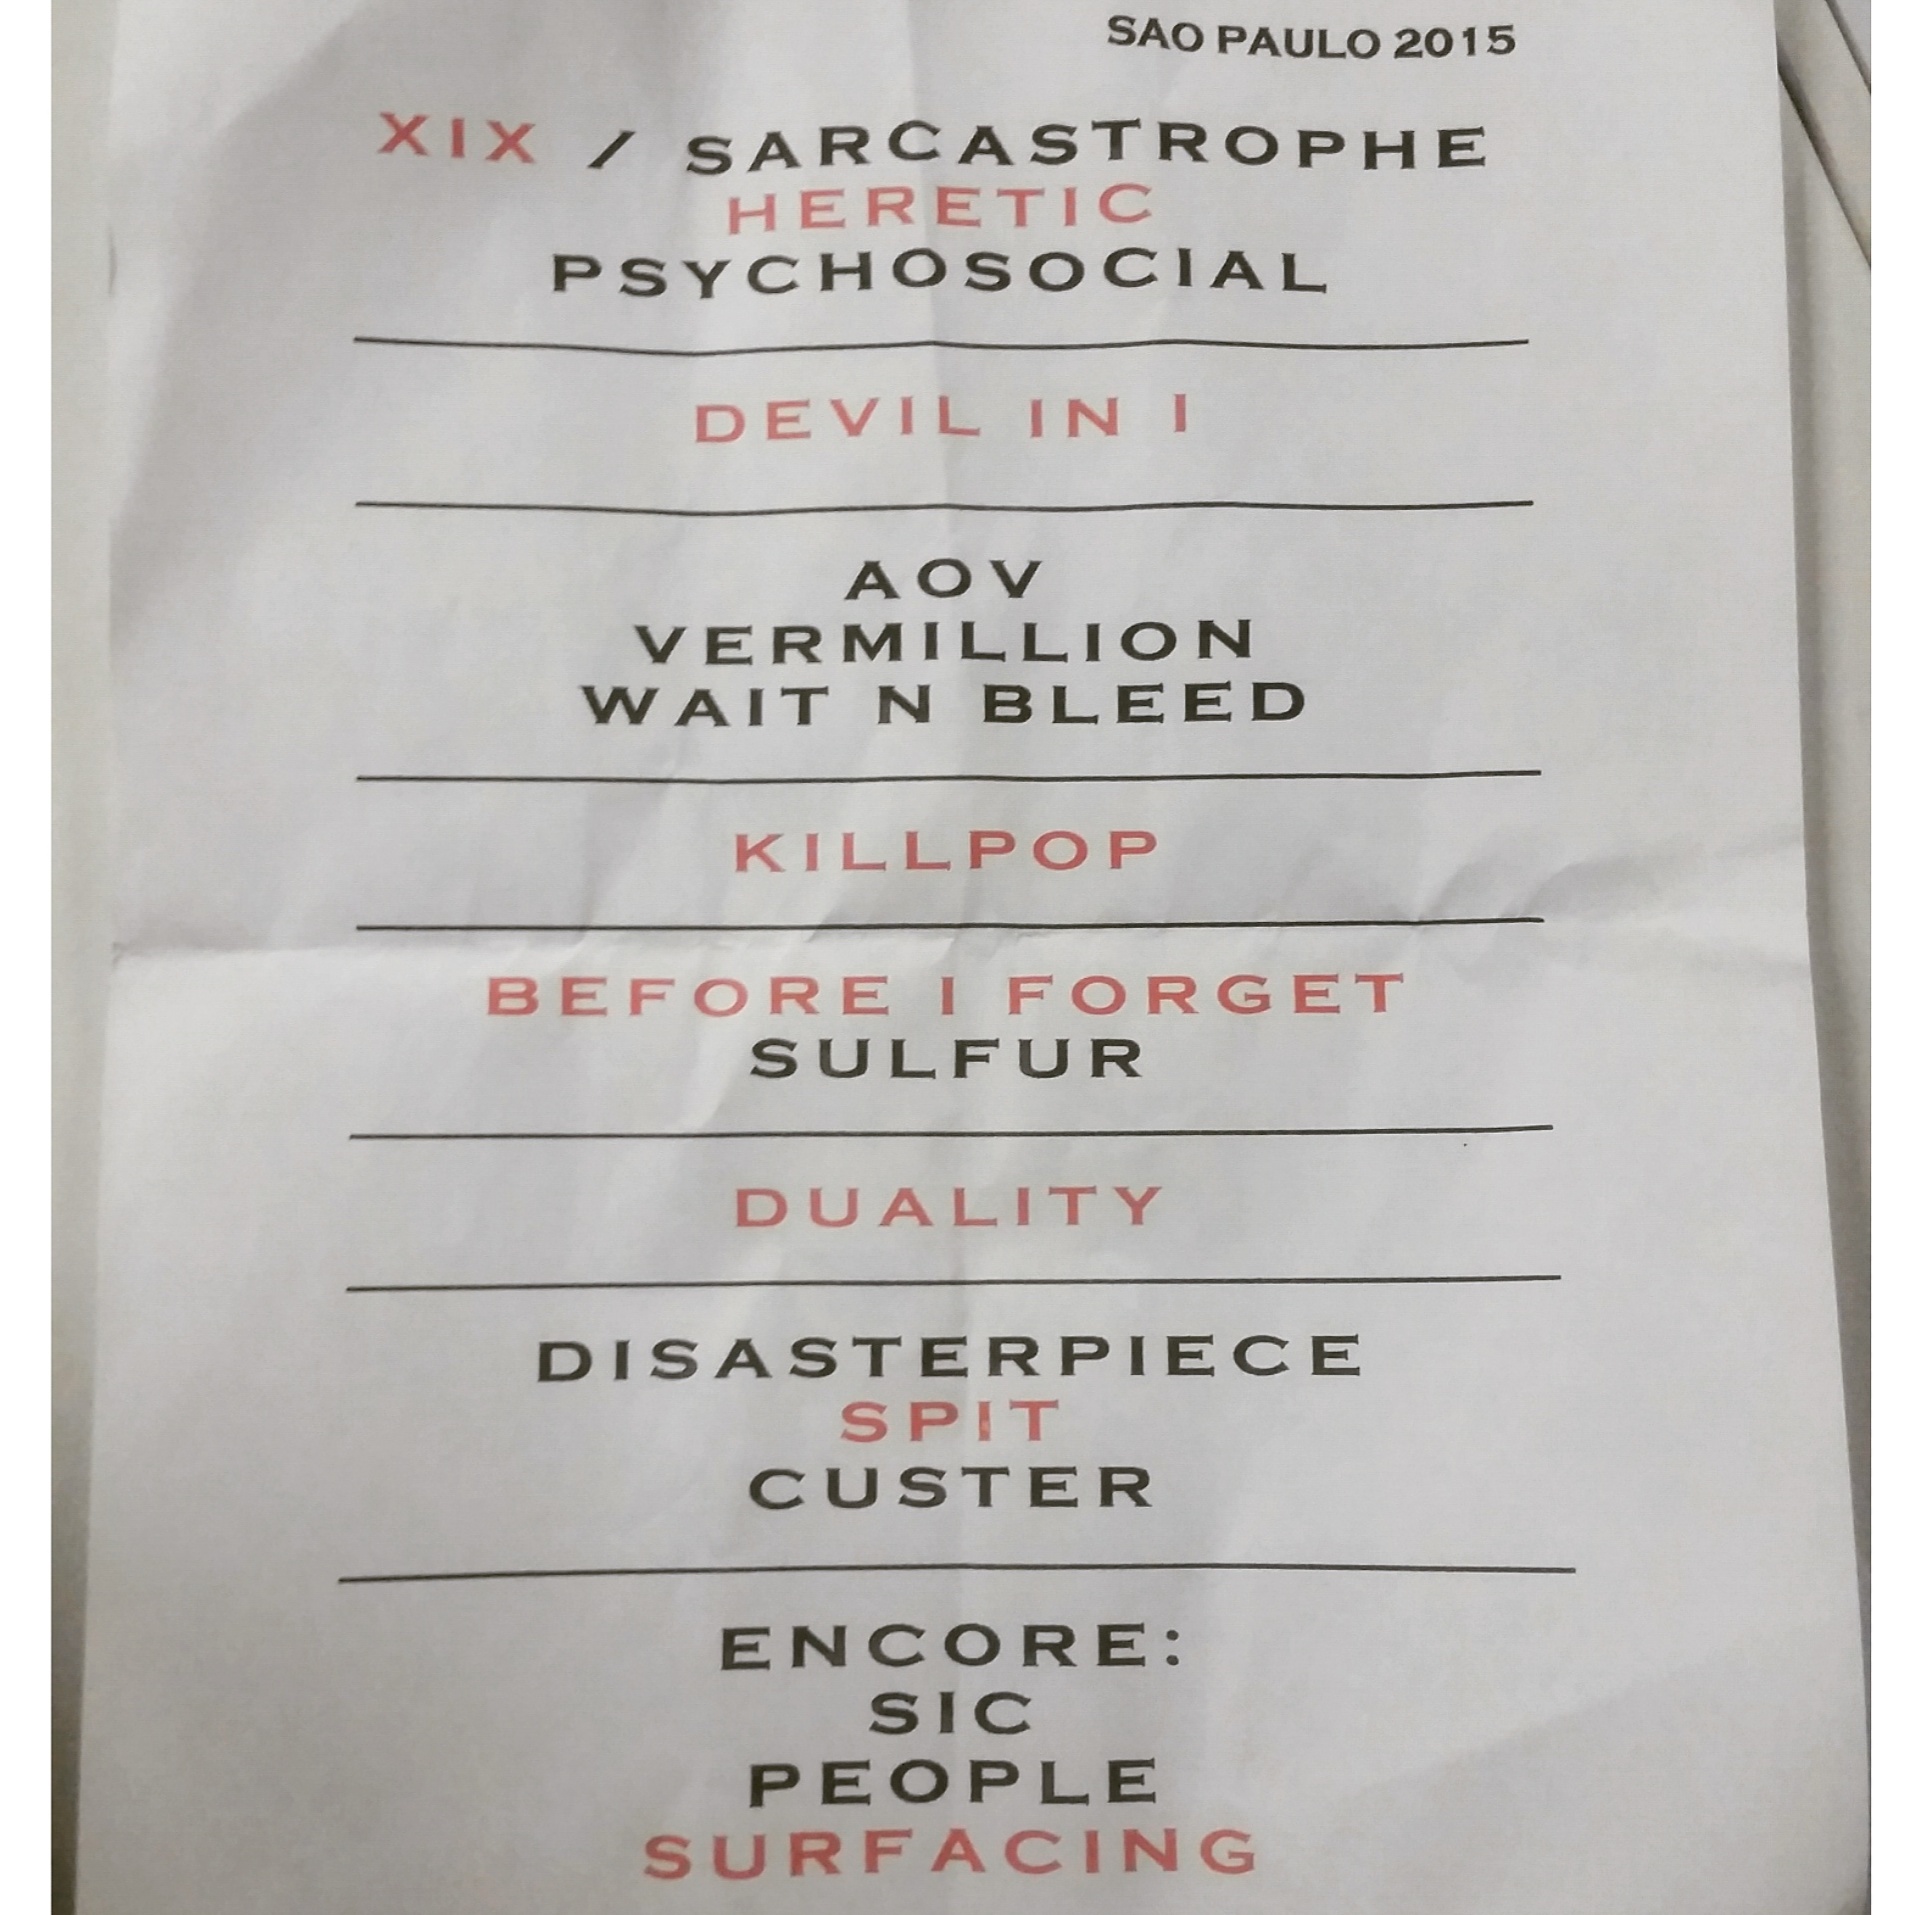 SAO PAULO 2015
XIX / SARCASTROPHE
HERETIC
PSYCHOSOCIAL
DEVIL IN I
AOV
VERMILLION
WAIT N BLEED
KILLPOP
BEFORE I FORGET
SULFUR
DUALITY
DISASTERPIECE
SPIT
CUSTER
ENCORE:
SIC
PEOPLE
SURFACING